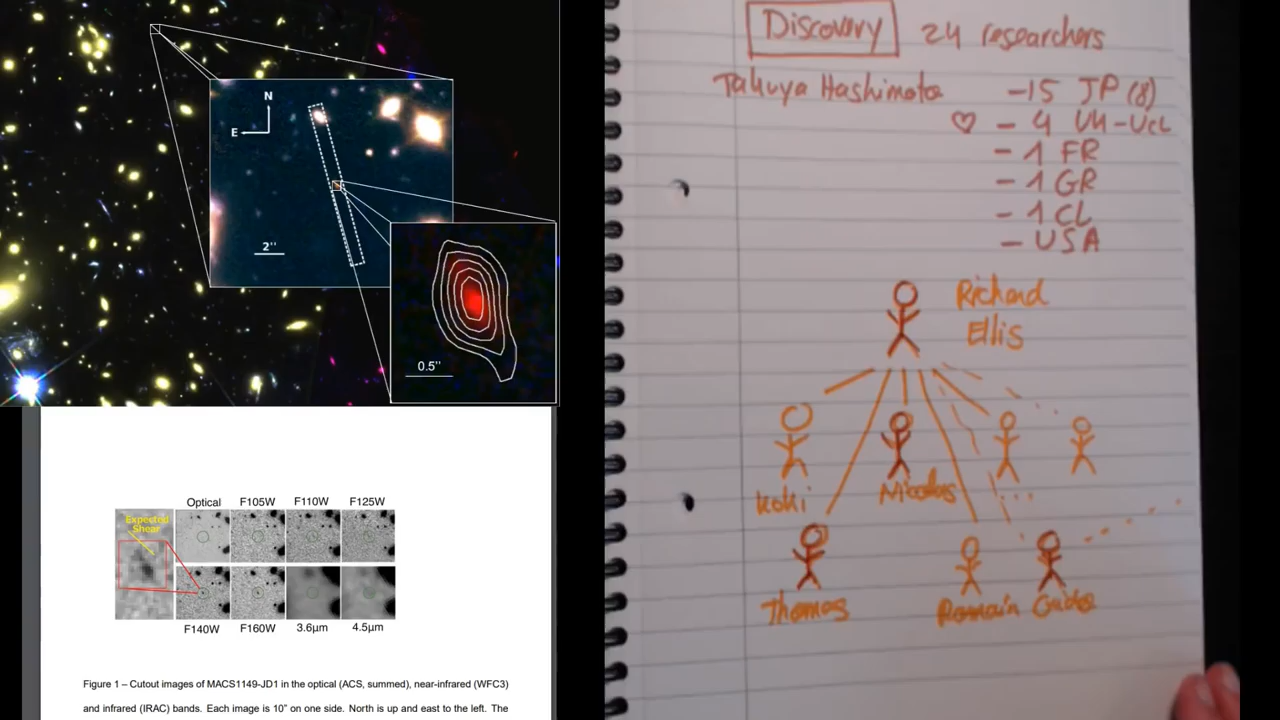 N
E
2''
0.5''
Optical F105W F110W F125W
Expected
Shear
F140W F160W 3.6μm 4.5μm
Figure 1 – Cutout images of MACS1149-JD1 in the optical (ACS, summed), near-infrared (WFC3)
and infrared (IRAC) bands. Each image is 10" on one side. North is up and east to the left. The
Discovery 24 researchers
Takuya Hashimoto -15 JP (8)
♡ - 4 UK-UCL
- 1 FR
- 1 GR
- 1 CL
- USA
Richard
Ellis
Koki Nicolas ...
Thomas Romain Guido